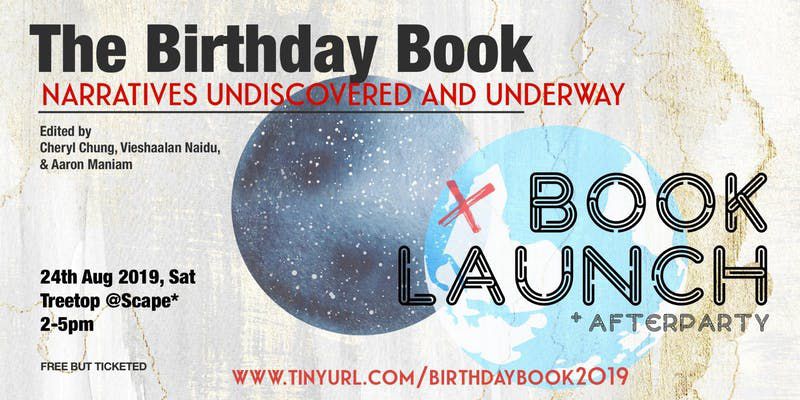 The Birthday Book
NARRATIVES UNDISCOVERED AND UNDERWAY
Edited by
Cheryl Chung, Vieshaalan Naidu,
& Aaron Maniam
x BOOK
LAUNCH
+ AFTERPARTY
24th Aug 2019, Sat
Treetop @Scape*
2-5pm
FREE BUT TICKETED
WWW.TINYURL.COM/BIRTHDAYBOOK2019